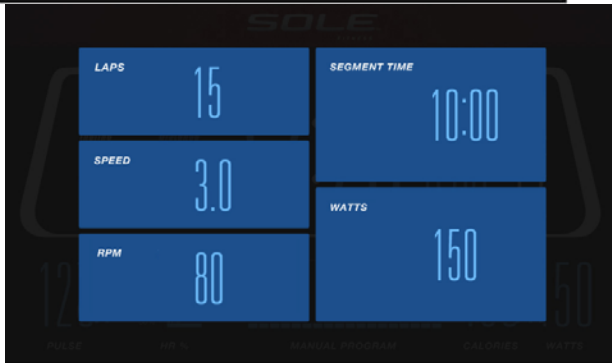 SOLE
LAPS
15
SEGMENT TIME
10:00
SPEED
3.0
WATTS
150
RPM
80
PULSE
HR %
MANUAL PROGRAM
CALORIES
WATTS